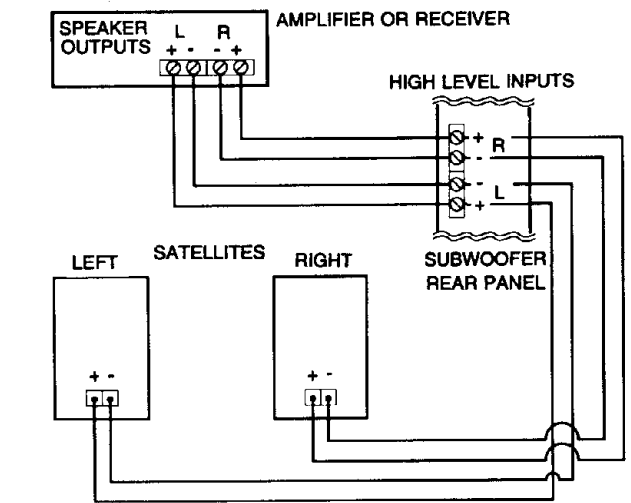 AMPLIFIER OR RECEIVER
SPEAKER OUTPUTS
L R
+ - - +
HIGH LEVEL INPUTS
+
R
-
-
L
+
SUBWOOFER
REAR PANEL
SATELLITES
LEFT
RIGHT
+ -
+ -